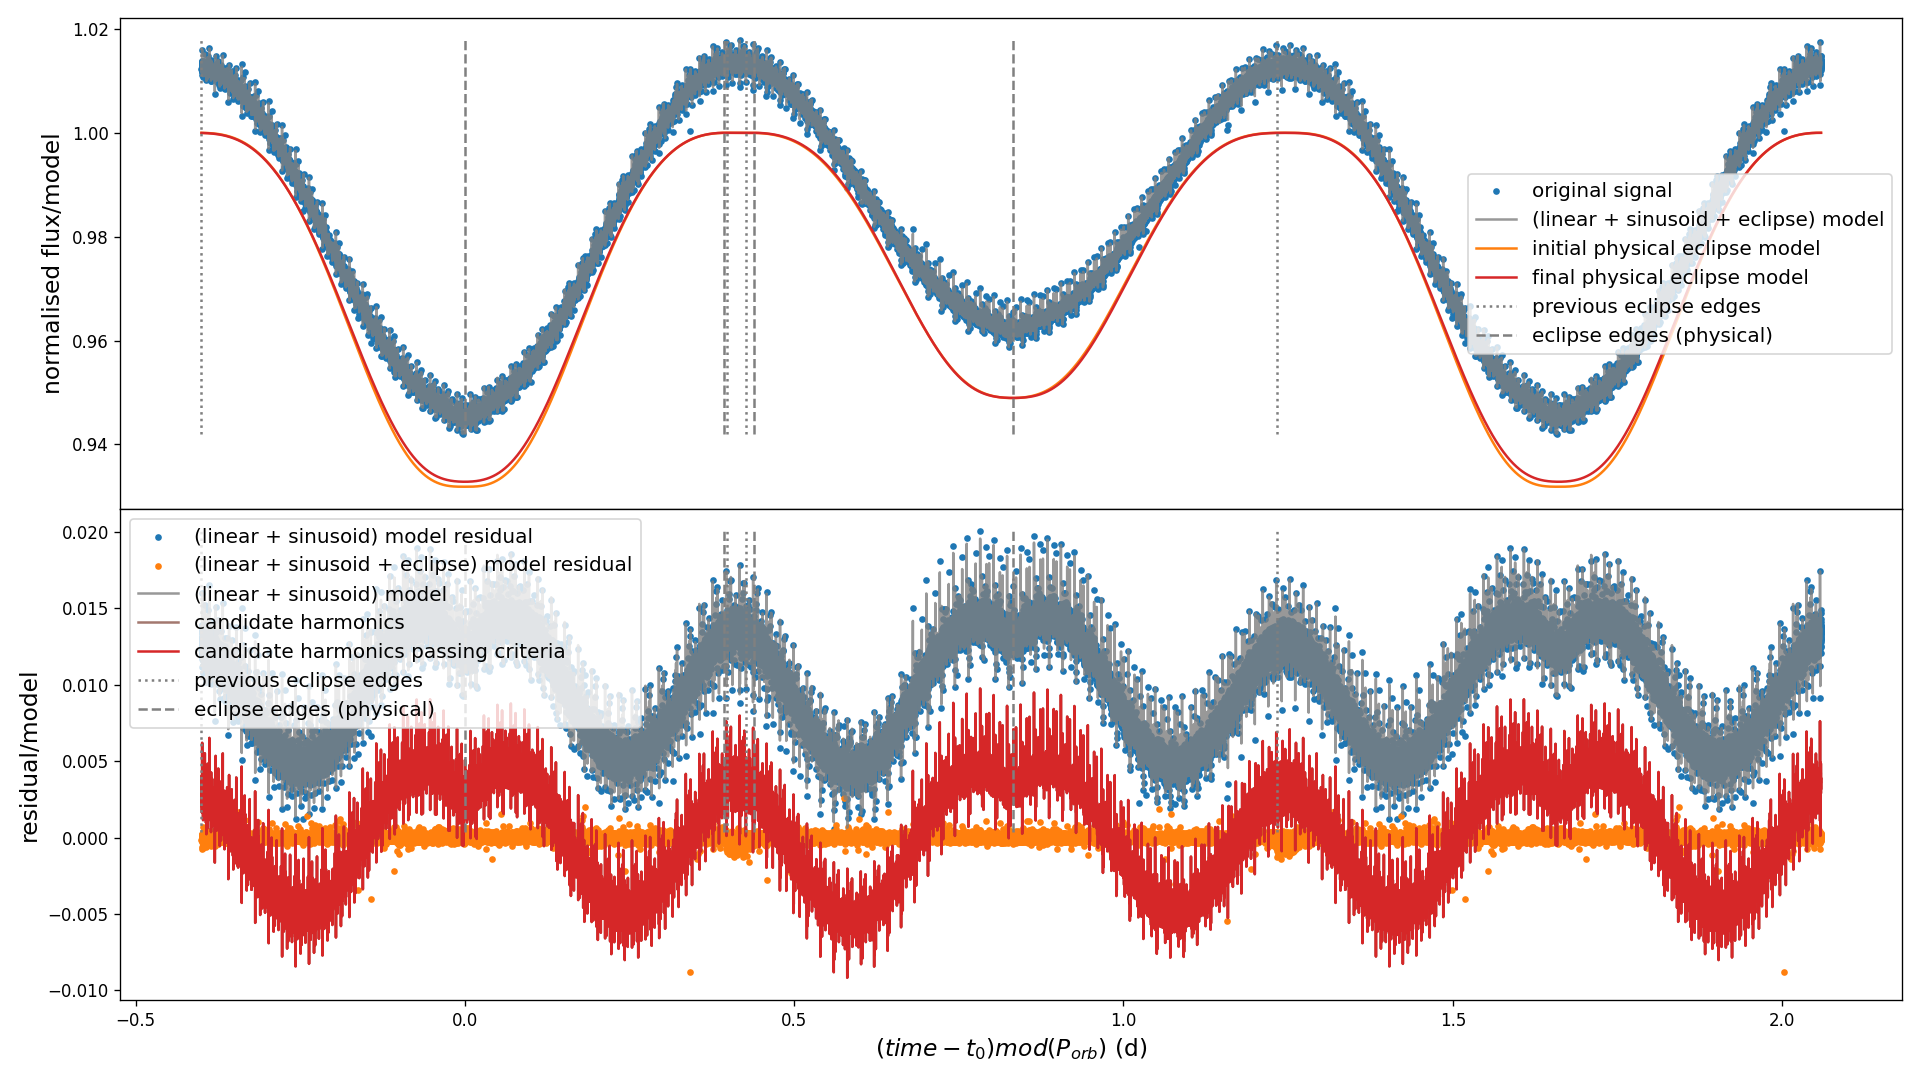 1.02
1.00
0.98
0.96
0.94
normalised flux/model
original signal
(linear + sinusoid + eclipse) model
initial physical eclipse model
final physical eclipse model
previous eclipse edges
eclipse edges (physical)
0.020
0.015
0.010
0.005
0.000
−0.005
−0.010
residual/model
(linear + sinusoid) model residual
(linear + sinusoid + eclipse) model residual
(linear + sinusoid) model
candidate harmonics
candidate harmonics passing criteria
previous eclipse edges
eclipse edges (physical)
−0.5 0.0 0.5 1.0 1.5 2.0
(time − t₀)mod(P_orb) (d)